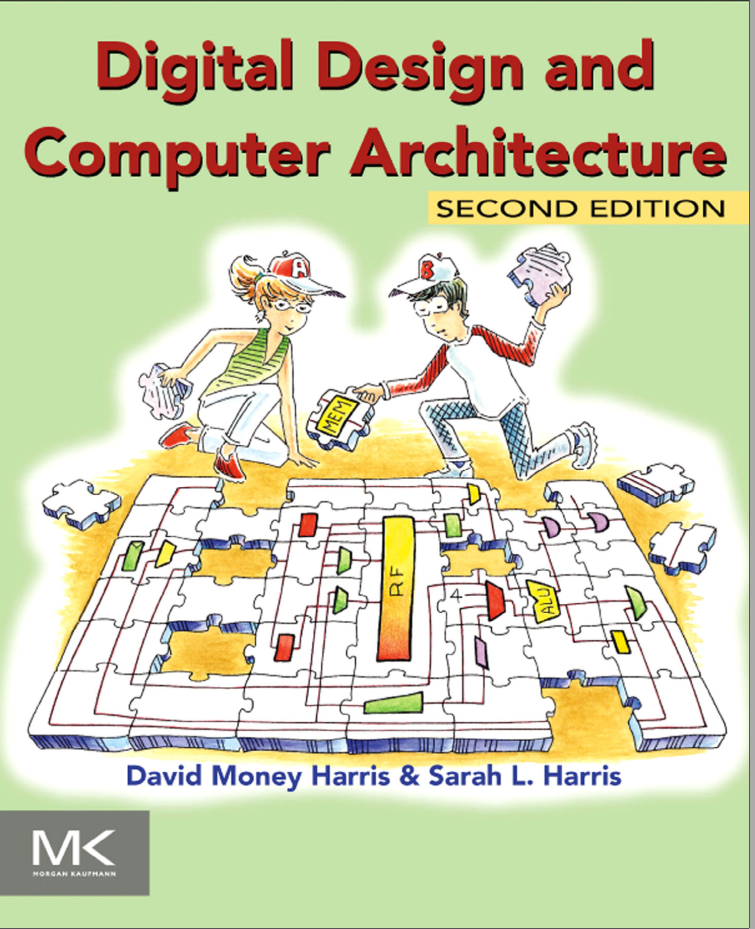 Digital Design and
Computer Architecture
SECOND EDITION
A
B
MEM
RF
4
ALU
David Money Harris & Sarah L. Harris
MK
MORGAN KAUFMANN